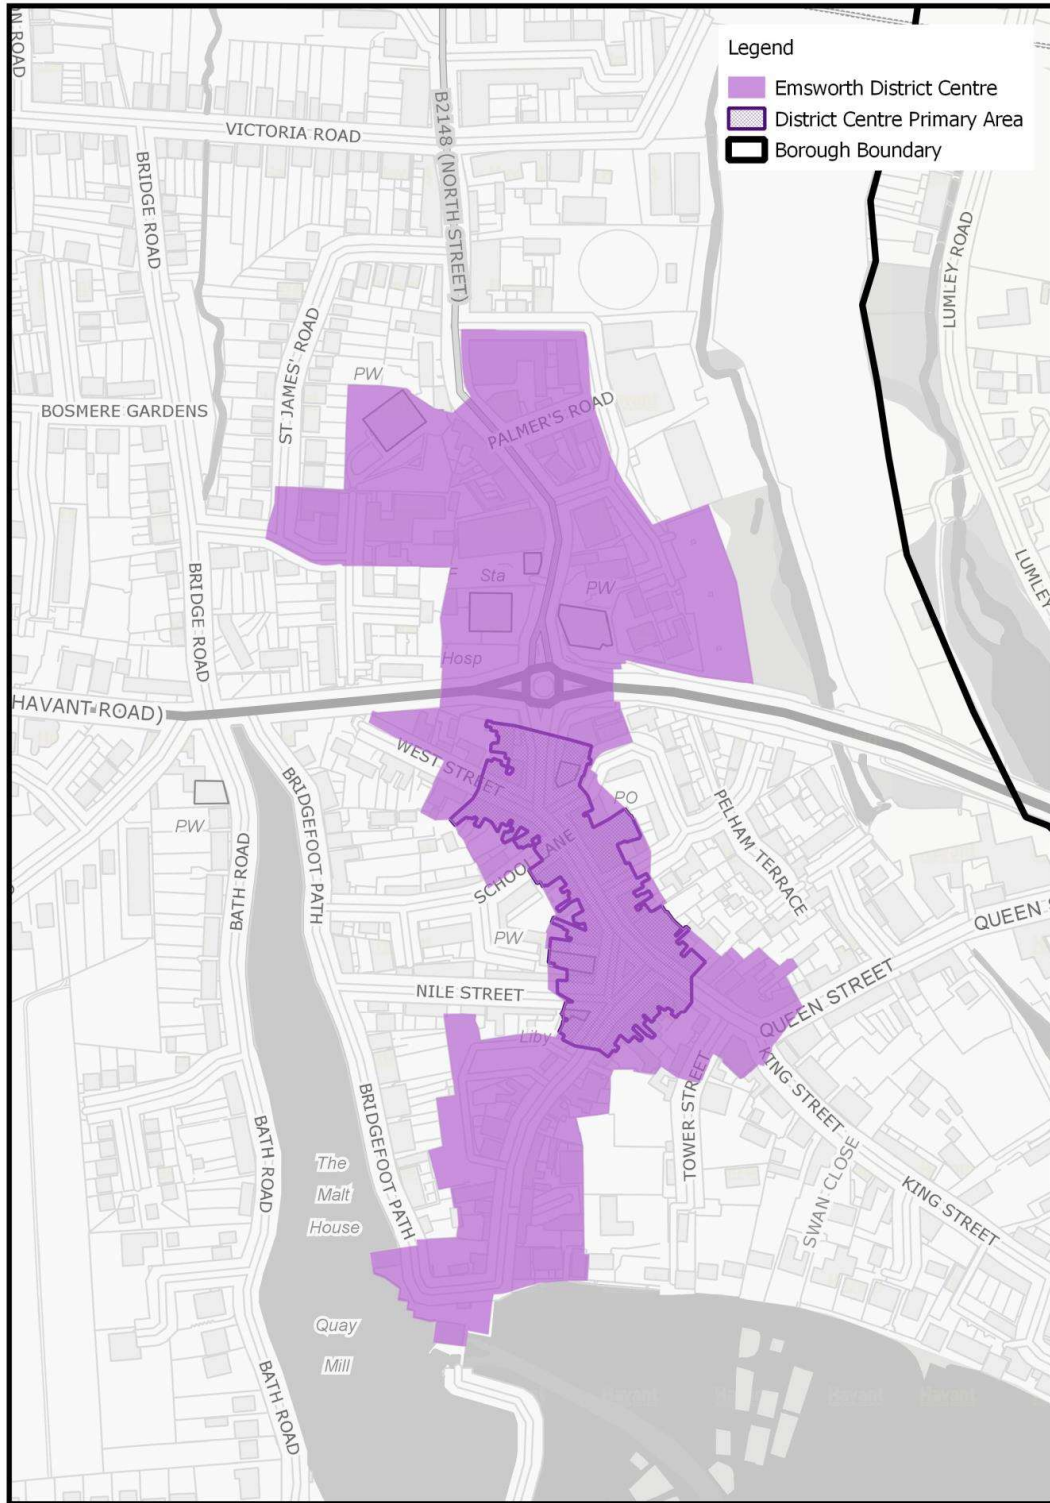 Legend
Emsworth District Centre
District Centre Primary Area
Borough Boundary
N ROAD
VICTORIA ROAD
B2148 (NORTH STREET)
BRIDGE ROAD
LUMLEY ROAD
ST JAMES' ROAD
PW
BOSMERE GARDENS
PALMER'S ROAD
LUMLEY
BRIDGE ROAD
F Sta
PW
Hosp
HAVANT ROAD)
WEST STREET
BRIDGEFOOT PATH
PW
PO
PELHAM TERRACE
BATH ROAD
SCHOOL LANE
QUEEN S
PW
NILE STREET
QUEEN STREET
Liby
KING STREET
TOWER STREET
BRIDGEFOOT PATH
BATH ROAD
The
Malt
House
SWAN CLOSE
KING STREET
Quay
Mill
BATH ROAD